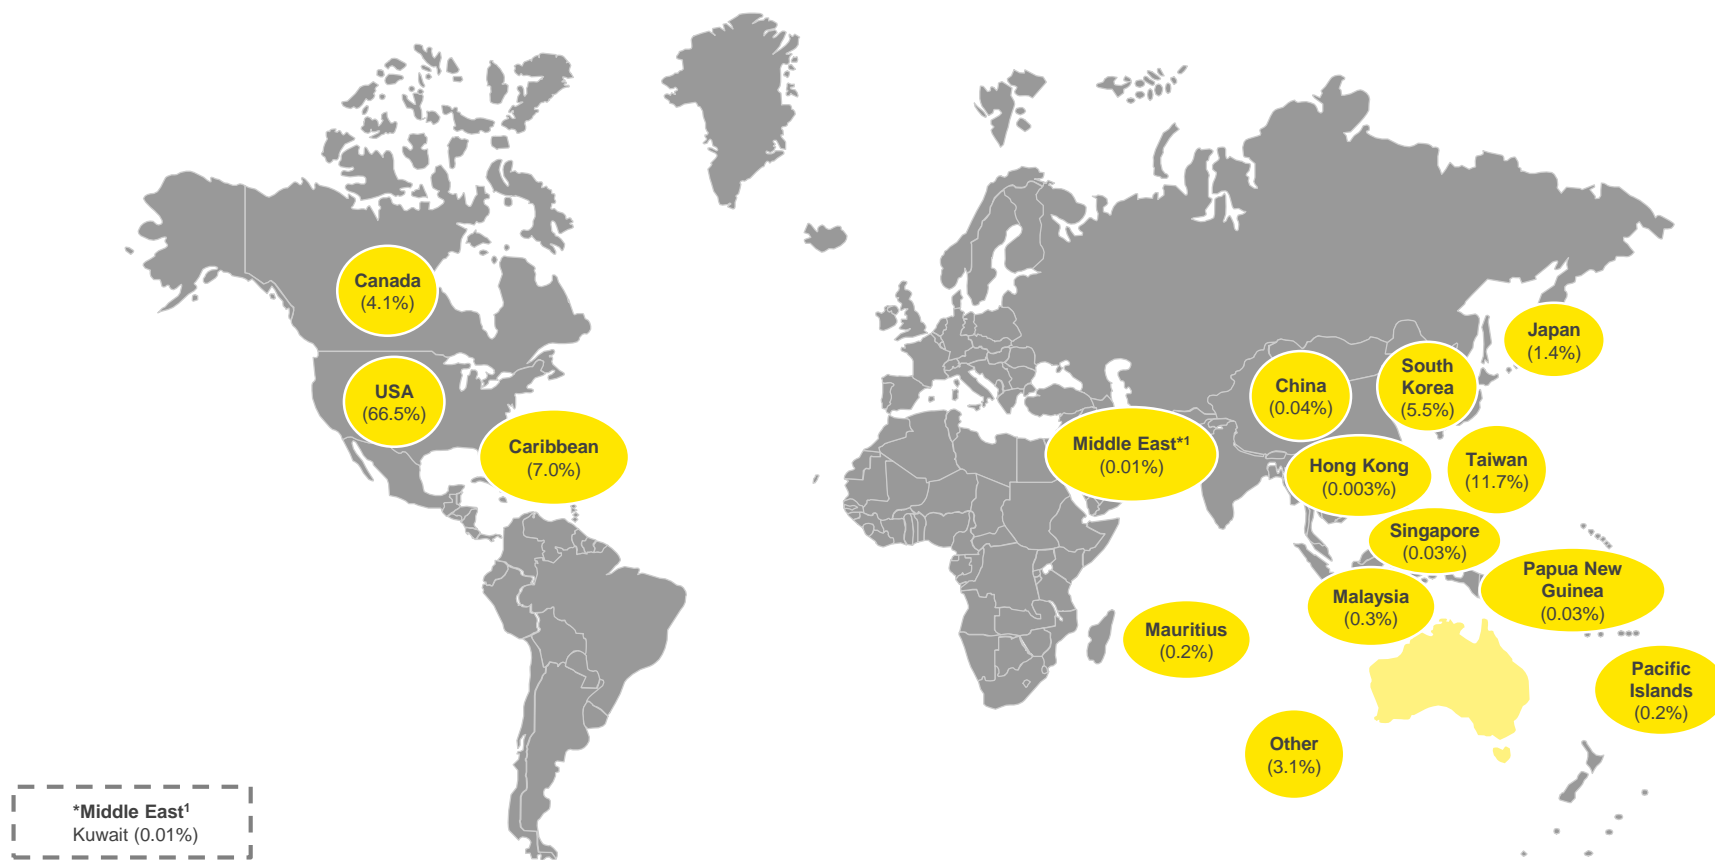 Canada
(4.1%)
USA
(66.5%)
Caribbean
(7.0%)
Middle East*¹
(0.01%)
China
(0.04%)
South
Korea
(5.5%)
Japan
(1.4%)
Hong Kong
(0.003%)
Taiwan
(11.7%)
Singapore
(0.03%)
Papua New
Guinea
(0.03%)
Malaysia
(0.3%)
Mauritius
(0.2%)
Pacific
Islands
(0.2%)
Other
(3.1%)
*Middle East¹
Kuwait (0.01%)